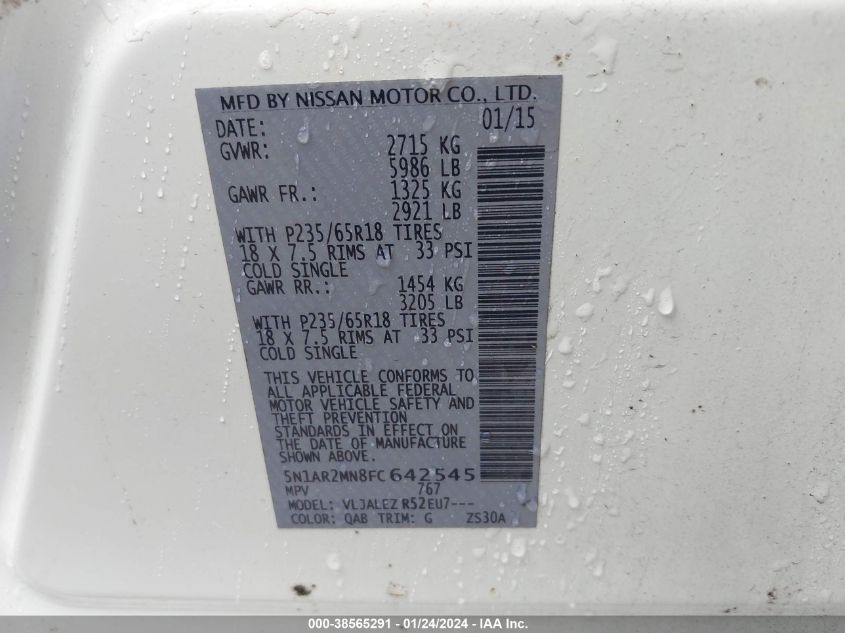 MFD BY NISSAN MOTOR CO., LTD.
DATE: 01/15
GVWR: 2715 KG
5986 LB
GAWR FR.: 1325 KG
2921 LB
WITH P235/65R18 TIRES
18 X 7.5 RIMS AT 33 PSI
COLD SINGLE
GAWR RR.: 1454 KG
3205 LB
WITH P235/65R18 TIRES
18 X 7.5 RIMS AT 33 PSI
COLD SINGLE
THIS VEHICLE CONFORMS TO
ALL APPLICABLE FEDERAL
MOTOR VEHICLE SAFETY AND
THEFT PREVENTION
STANDARDS IN EFFECT ON
THE DATE OF MANUFACTURE
SHOWN ABOVE.
5N1AR2MN8FC642545
MPV 767
MODEL: VLJALEZ R52EU7---
COLOR: QAB TRIM: G ZS30A
000-38565291 - 01/24/2024 - IAA Inc.